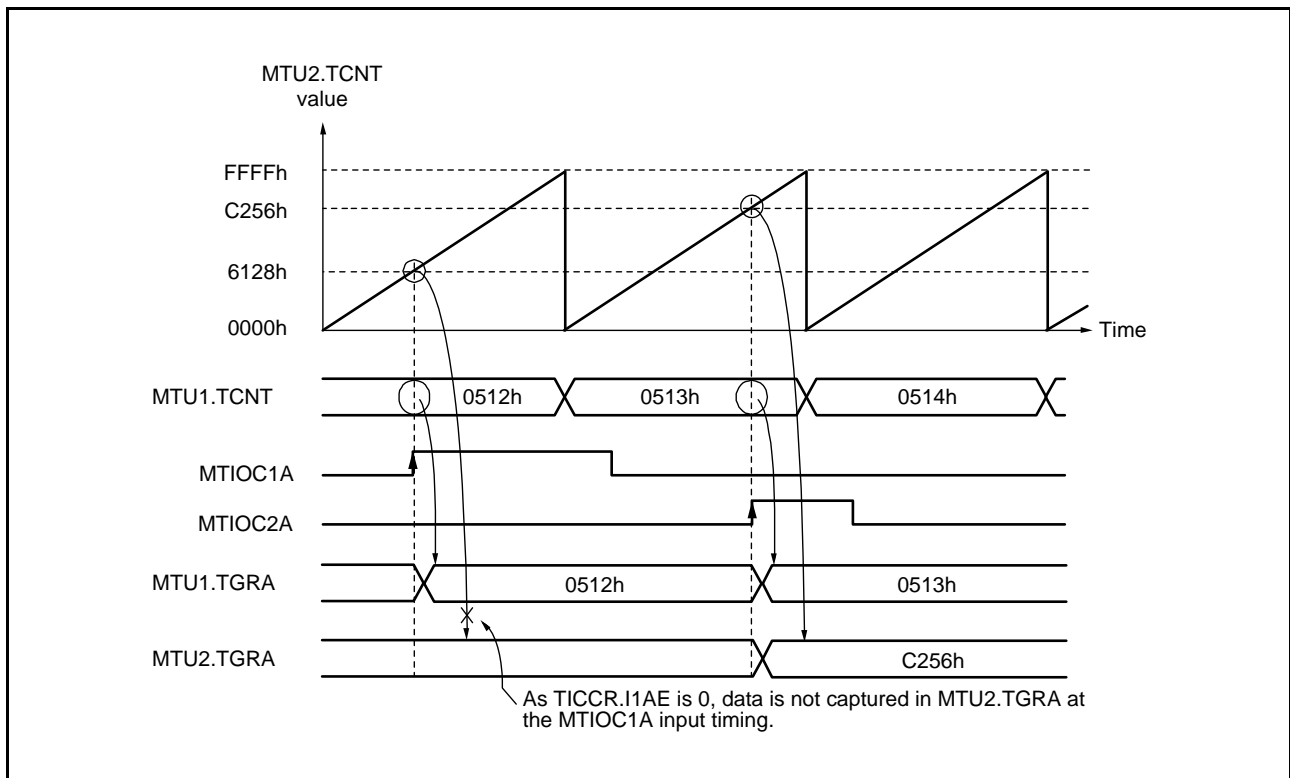 MTU2.TCNT
value
FFFFh
C256h
6128h
0000h
Time
MTU1.TCNT
0512h
0513h
0514h
MTIOC1A
MTIOC2A
MTU1.TGRA
0512h
0513h
MTU2.TGRA
C256h
As TICCR.I1AE is 0, data is not captured in MTU2.TGRA at
the MTIOC1A input timing.